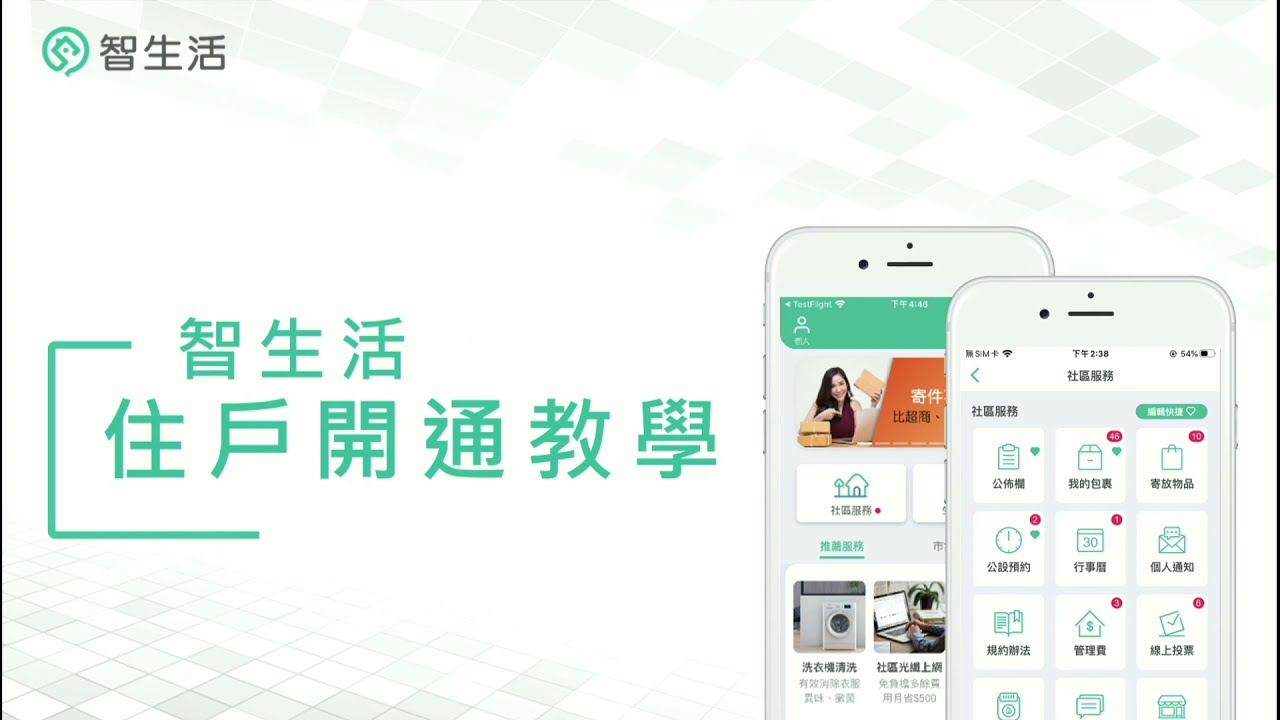 智生活
智生活
住戶開通教學
TestFlight
下午4:46
個人
寄件
比超商、
社區服務
推薦服務
洗衣機清洗
有效消除衣服
異味、黴菌
社區光纖上網
免負擔多餘費
用月省$500
無SIM卡
下午2:38
54%
社區服務
社區服務
編輯快捷
公佈欄
46
我的包裹
10
寄放物品
2
公設預約
1
30
行事曆
個人通知
規約辦法
3
$
管理費
6
線上投票